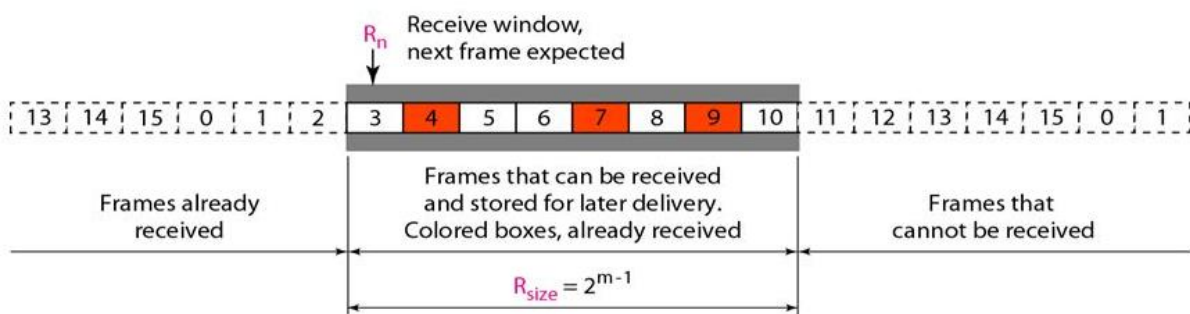 Receive window,
next frame expected
Rn
13 14 15 0 1 2 3 4 5 6 7 8 9 10 11 12 13 14 15 0 1
Frames already
received
Frames that can be received
and stored for later delivery.
Colored boxes, already received
Frames that
cannot be received
Rsize = 2^m-1